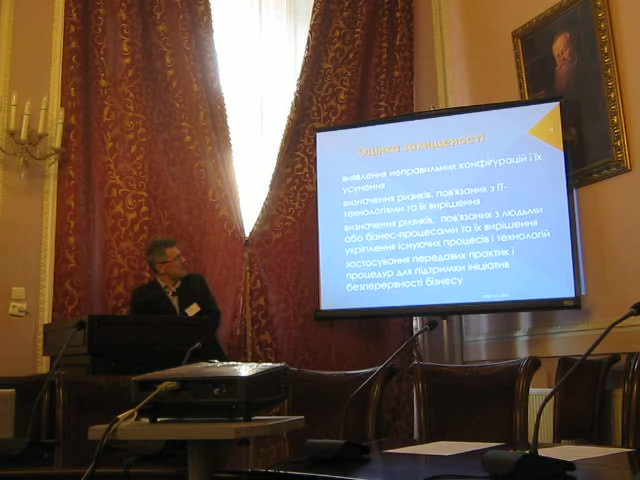 Оцінка захищеності
виявлення неправильних конфігурацій і їх
усунення
визначення ризиків, пов'язаних з ІТ-
технологіями та їх вирішення
визначення ризиків, пов'язаних з людьми
або бізнес-процесами та їх вирішення
укріплення існуючих процесів і технологій
застосування передових практик і
процедур для підтримки ініціатив
безперервності бізнесу